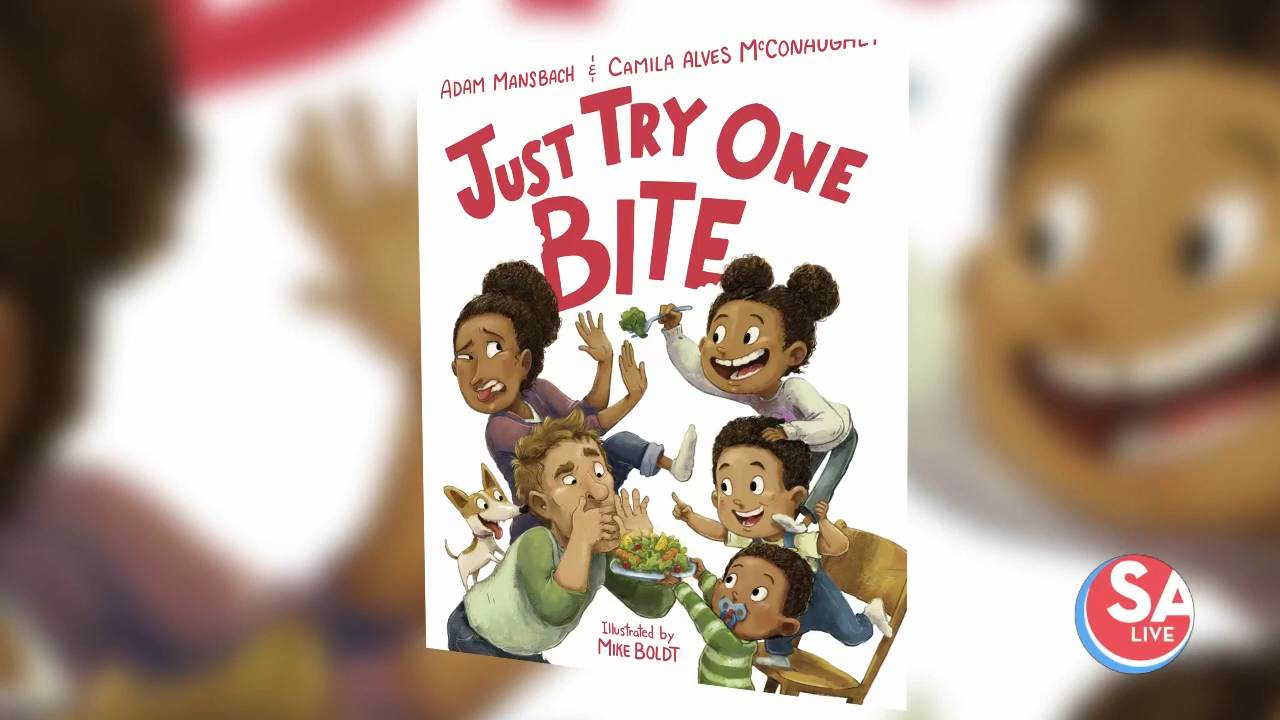 ADAM MANSBACH & CAMILA ALVES McCONAUGHEY
JUST TRY ONE
BITE
Illustrated by
MIKE BOLDT
SA
LIVE